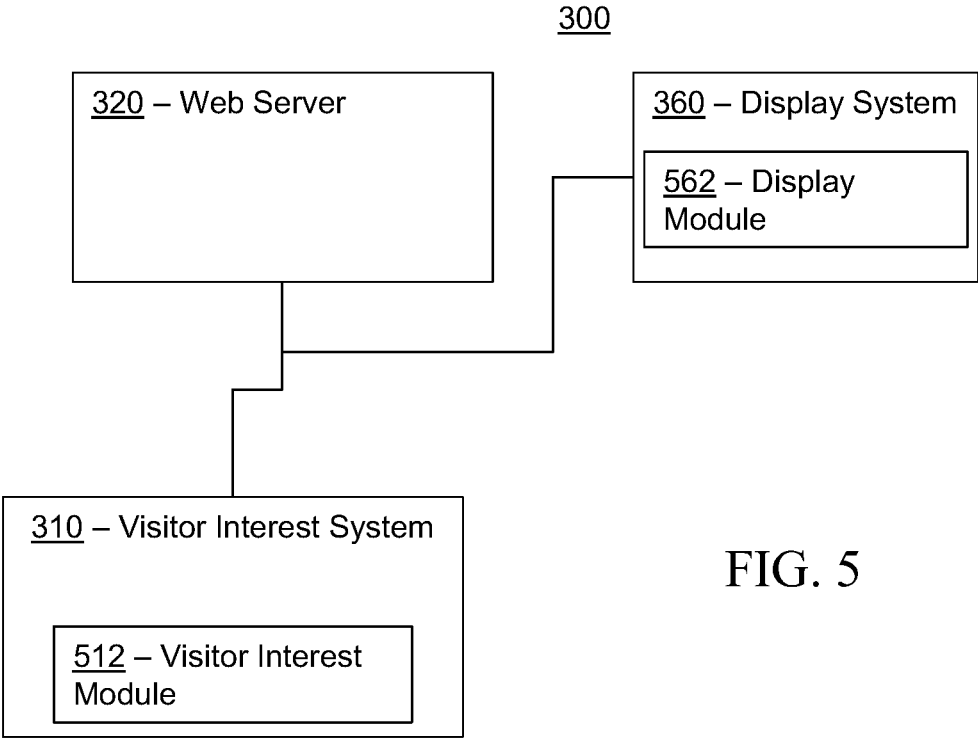 300
320 – Web Server
360 – Display System
562 – Display
Module
310 – Visitor Interest System
512 – Visitor Interest
Module
FIG. 5